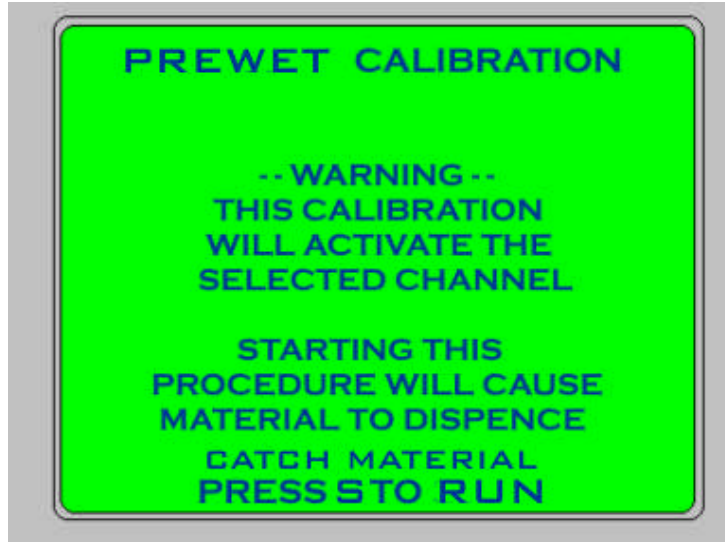 PREWET CALIBRATION
-- WARNING --
THIS CALIBRATION
WILL ACTIVATE THE
SELECTED CHANNEL
STARTING THIS
PROCEDURE WILL CAUSE
MATERIAL TO DISPENCE
CATCH MATERIAL
PRESS S TO RUN